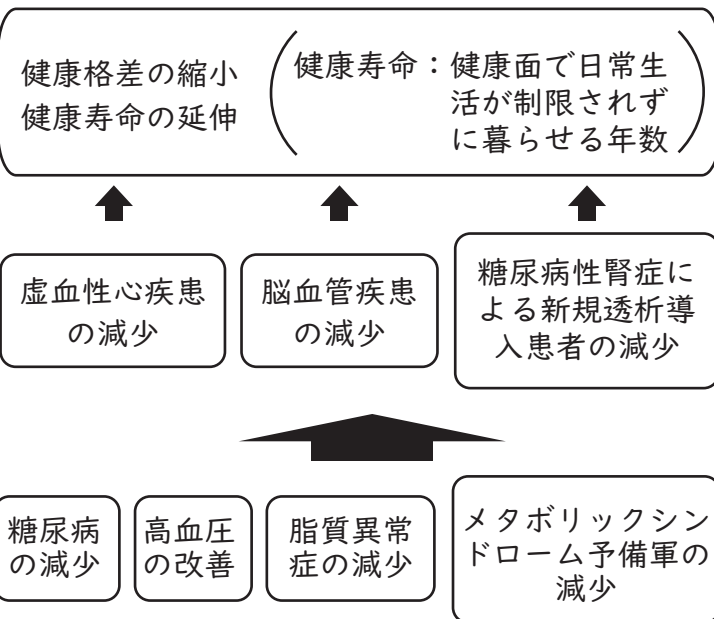 健康格差の縮小
健康寿命の延伸
健康寿命：健康面で日常生
活が制限されず
に暮らせる年数
虚血性心疾患
の減少
脳血管疾患
の減少
糖尿病性腎症に
よる新規透析導
入患者の減少
糖尿病
の減少
高血圧
の改善
脂質異常
症の減少
メタボリックシン
ドローム予備軍の
減少